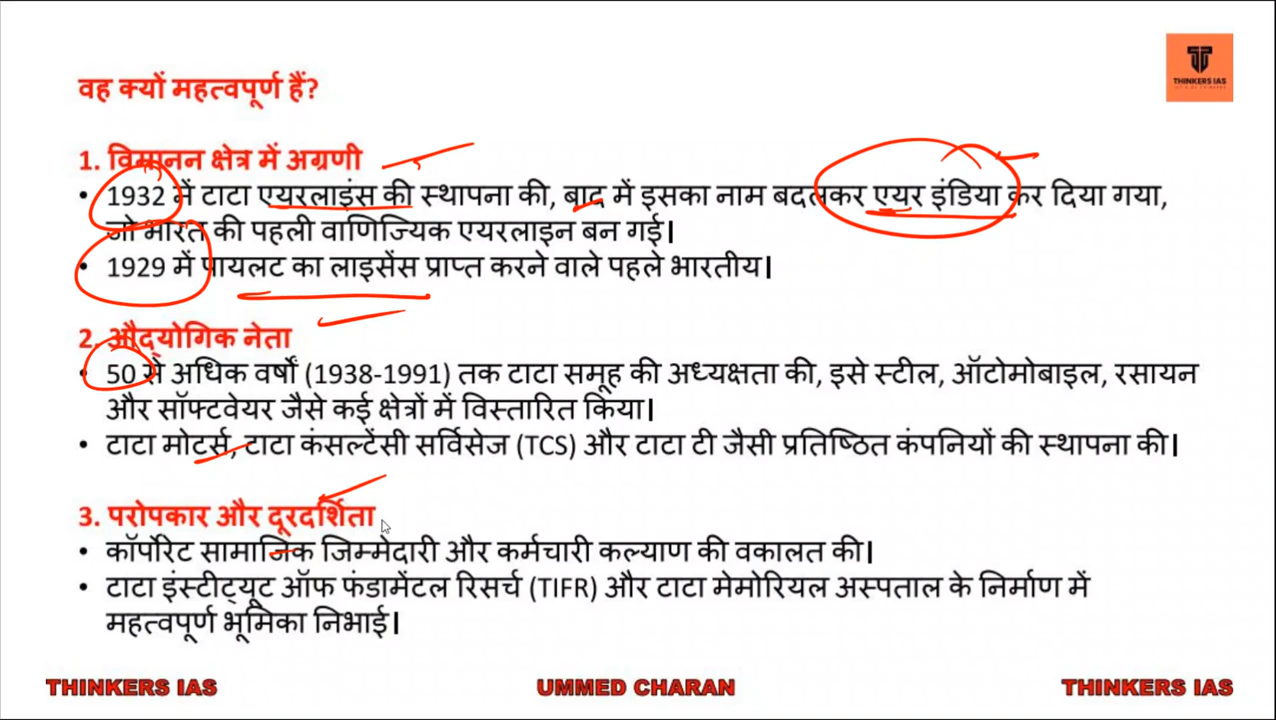 वह क्यों महत्वपूर्ण हैं?
THINKERS IAS
1. विमानन क्षेत्र में अग्रणी
• 1932 में टाटा एयरलाइंस की स्थापना की, बाद में इसका नाम बदलकर एयर इंडिया कर दिया गया,
जो भारत की पहली वाणिज्यिक एयरलाइन बन गई।
• 1929 में पायलट का लाइसेंस प्राप्त करने वाले पहले भारतीय।
2. औद्योगिक नेता
• 50 से अधिक वर्षों (1938-1991) तक टाटा समूह की अध्यक्षता की, इसे स्टील, ऑटोमोबाइल, रसायन
और सॉफ्टवेयर जैसे कई क्षेत्रों में विस्तारित किया।
• टाटा मोटर्स, टाटा कंसल्टेंसी सर्विसेज (TCS) और टाटा टी जैसी प्रतिष्ठित कंपनियों की स्थापना की।
3. परोपकार और दूरदर्शिता
• कॉर्पोरेट सामाजिक जिम्मेदारी और कर्मचारी कल्याण की वकालत की।
• टाटा इंस्टीट्यूट ऑफ फंडामेंटल रिसर्च (TIFR) और टाटा मेमोरियल अस्पताल के निर्माण में
महत्वपूर्ण भूमिका निभाई।
THINKERS IAS UMMED CHARAN THINKERS IAS